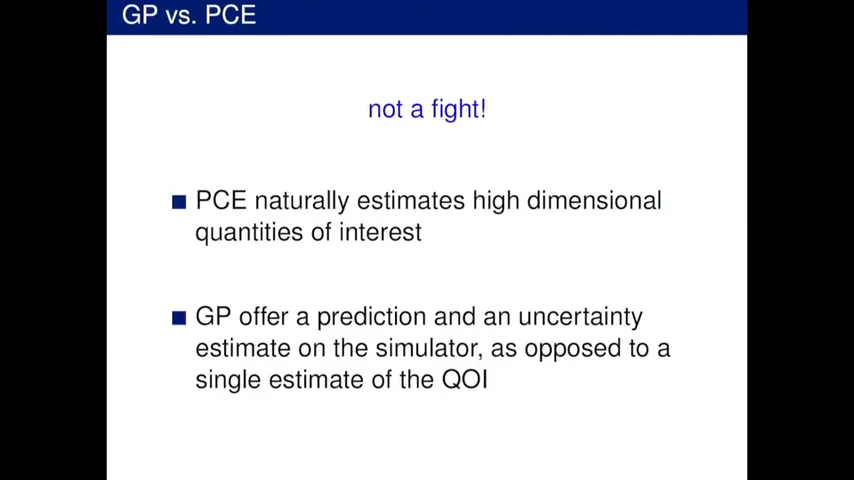 GP vs. PCE
not a fight!
PCE naturally estimates high dimensional
quantities of interest
GP offer a prediction and an uncertainty
estimate on the simulator, as opposed to a
single estimate of the QOI